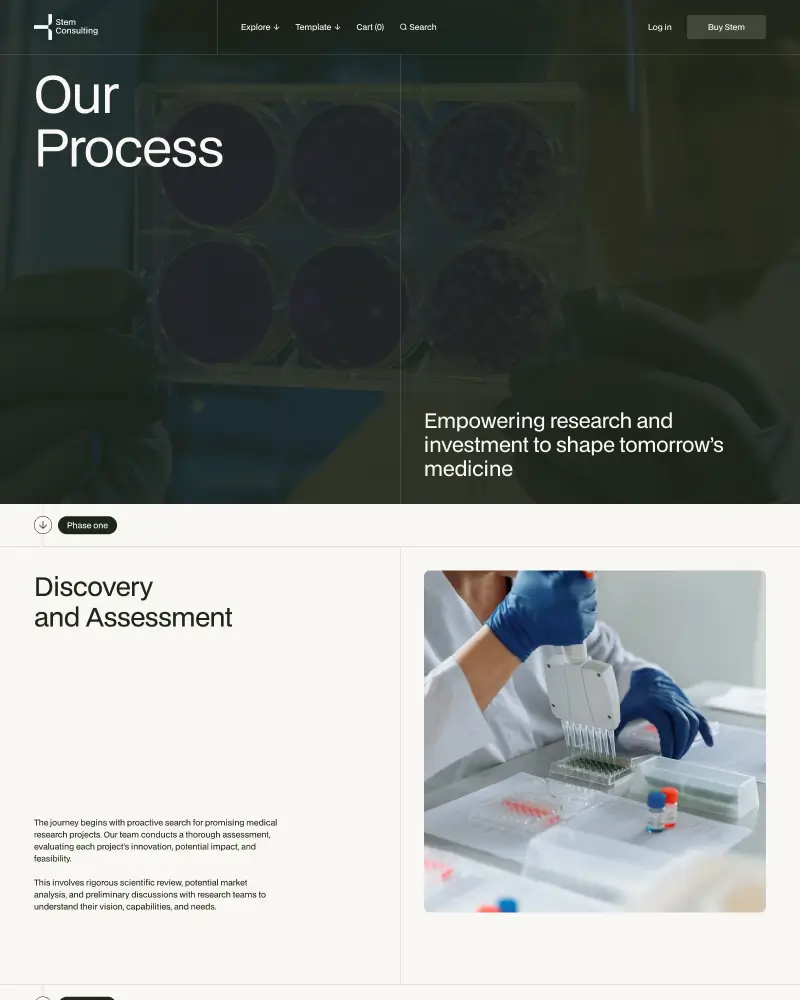 Stem
Consulting
Explore ↓
Template ↓
Cart (0)
Search
Log in
Buy Stem
Our
Process
Empowering research and
investment to shape tomorrow’s
medicine
Phase one
Discovery
and Assessment
The journey begins with proactive search for promising medical
research projects. Our team conducts a thorough assessment,
evaluating each project's innovation, potential impact, and
feasibility.
This involves rigorous scientific review, potential market
analysis, and preliminary discussions with research teams to
understand their vision, capabilities, and needs.